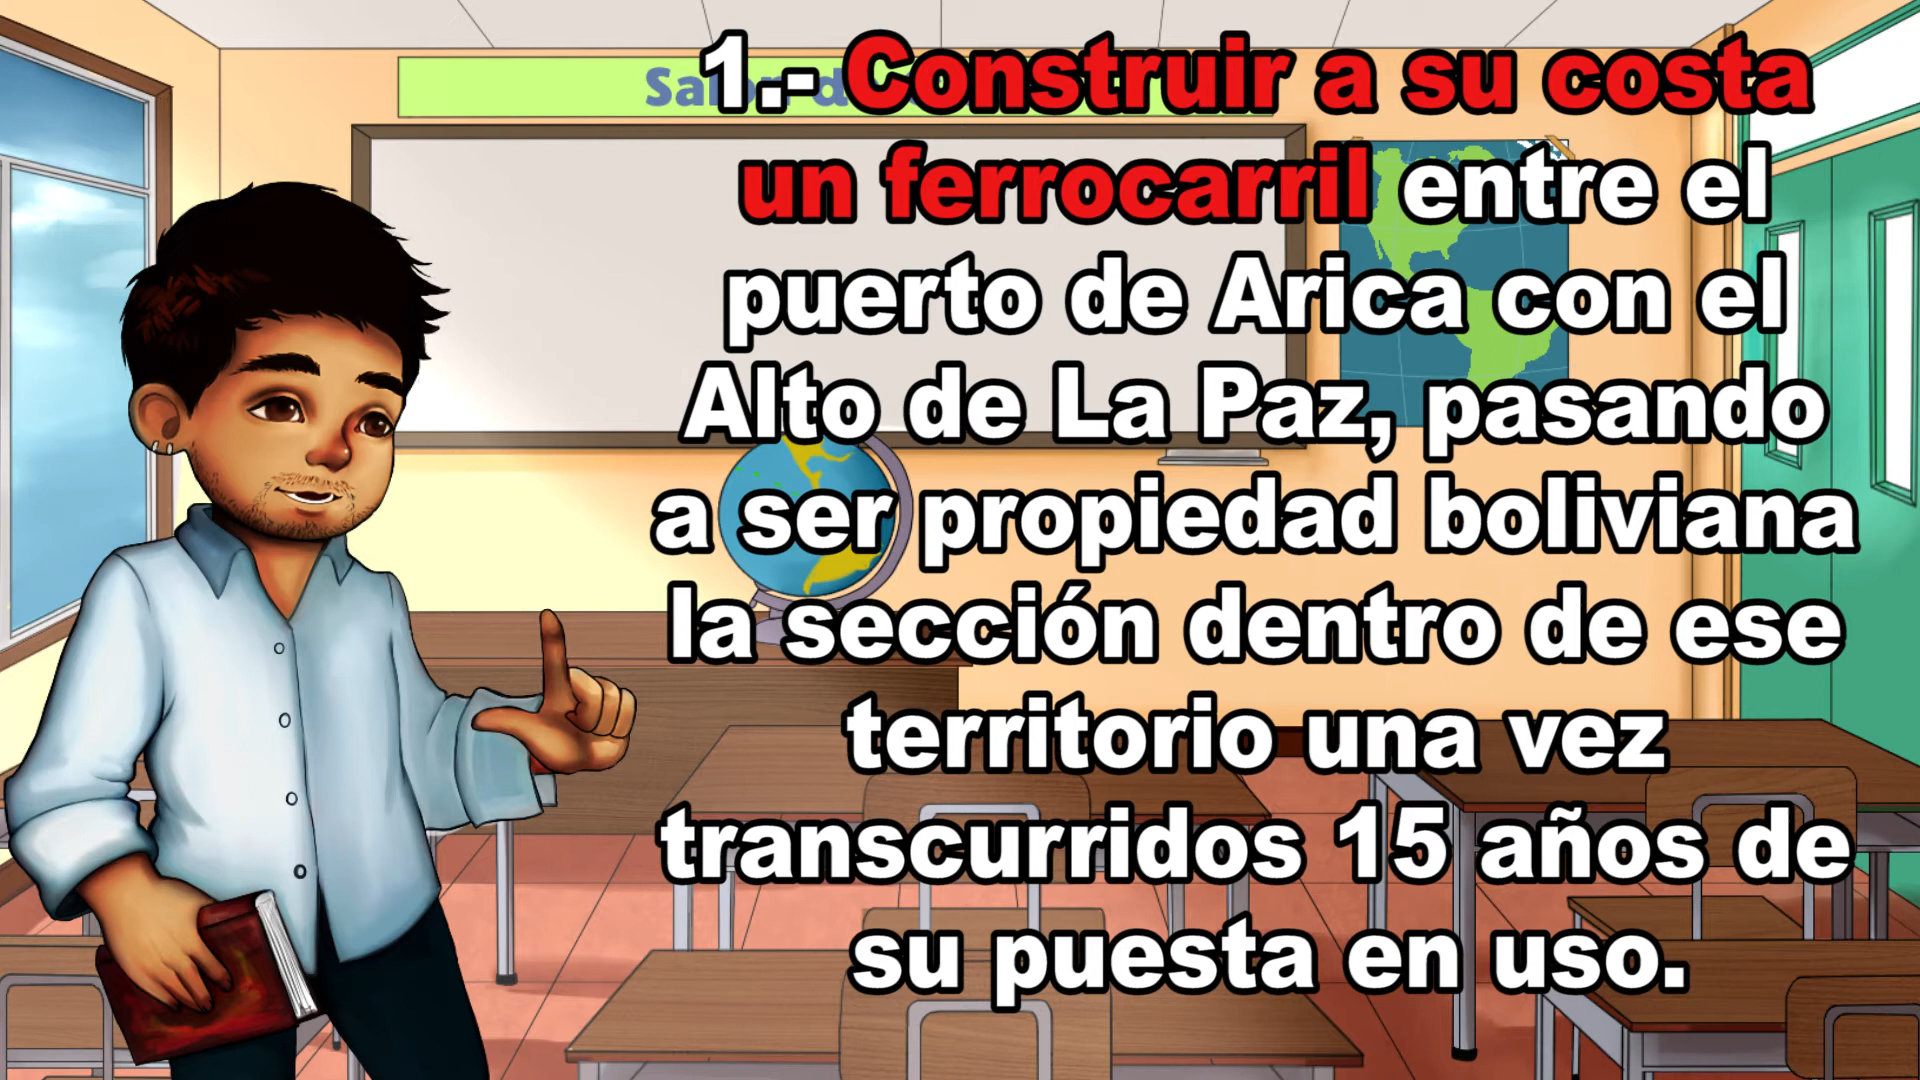 1.- Construir a su costa
un ferrocarril entre el
puerto de Arica con el
Alto de La Paz, pasando
a ser propiedad boliviana
la sección dentro de ese
territorio una vez
transcurridos 15 años de
su puesta en uso.